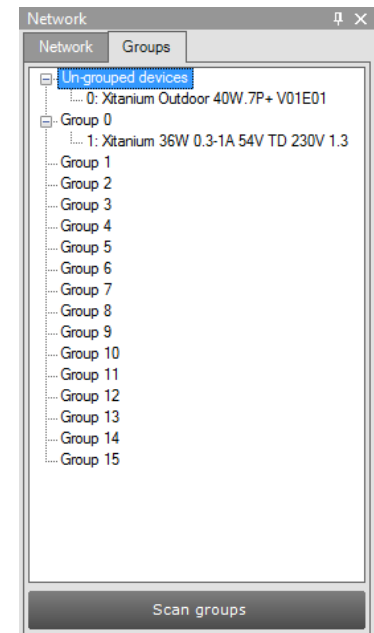 Network
Network Groups
Un-grouped devices
0: Xitanium Outdoor 40W.7P+ V01E01
Group 0
1: Xitanium 36W 0.3-1A 54V TD 230V 1.3
Group 1
Group 2
Group 3
Group 4
Group 5
Group 6
Group 7
Group 8
Group 9
Group 10
Group 11
Group 12
Group 13
Group 14
Group 15
Scan groups